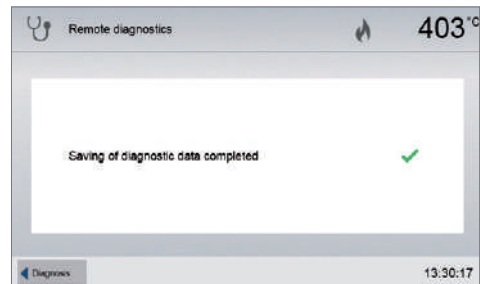 Remote diagnostics
403°C
Saving of diagnostic data completed
Diagnosis
13:30:17